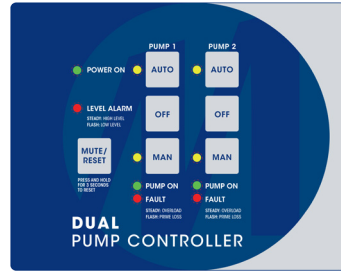 PUMP 1 PUMP 2
POWER ON AUTO AUTO
LEVEL ALARM OFF OFF
STEADY: HIGH LEVEL
FLASH: LOW LEVEL
MUTE/
RESET MAN MAN
PRESS AND HOLD
FOR 3 SECONDS
TO RESET
PUMP ON PUMP ON
FAULT FAULT
STEADY: OVERLOAD STEADY: OVERLOAD
FLASH: PRIME LOSS FLASH: PRIME LOSS
DUAL
PUMP CONTROLLER